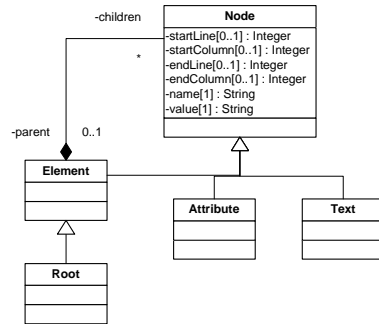 -children
Node
-startLine[0..1] : Integer
-startColumn[0..1] : Integer
-endLine[0..1] : Integer
-endColumn[0..1] : Integer
-name[1] : String
-value[1] : String
*
-parent
0..1
Element
Attribute
Text
Root